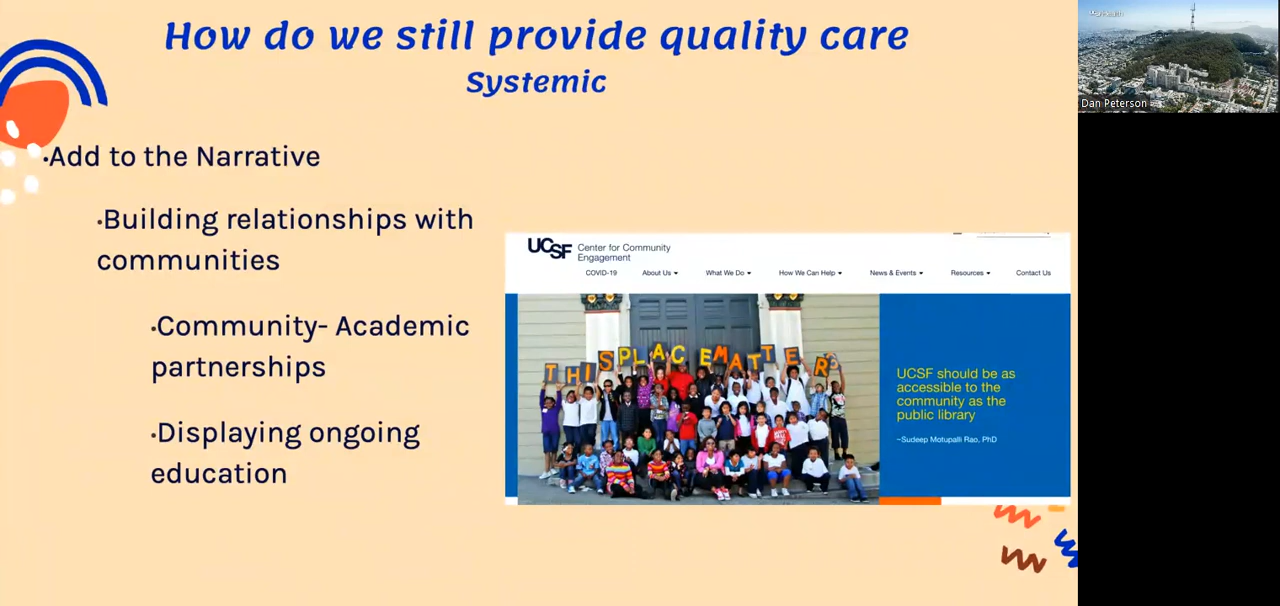 How do we still provide quality care
Systemic
•Add to the Narrative
•Building relationships with
communities
•Community- Academic
partnerships
•Displaying ongoing
education
UCSF Center for Community
Engagement
COVID-19 About Us What We Do How We Can Help News & Events Resources Contact Us
THIS PLACE MATTERS
UCSF should be as
accessible to the
community as the
public library
~Sudeep Motupalli Rao, PhD
UCSF Health
Dan Peterson